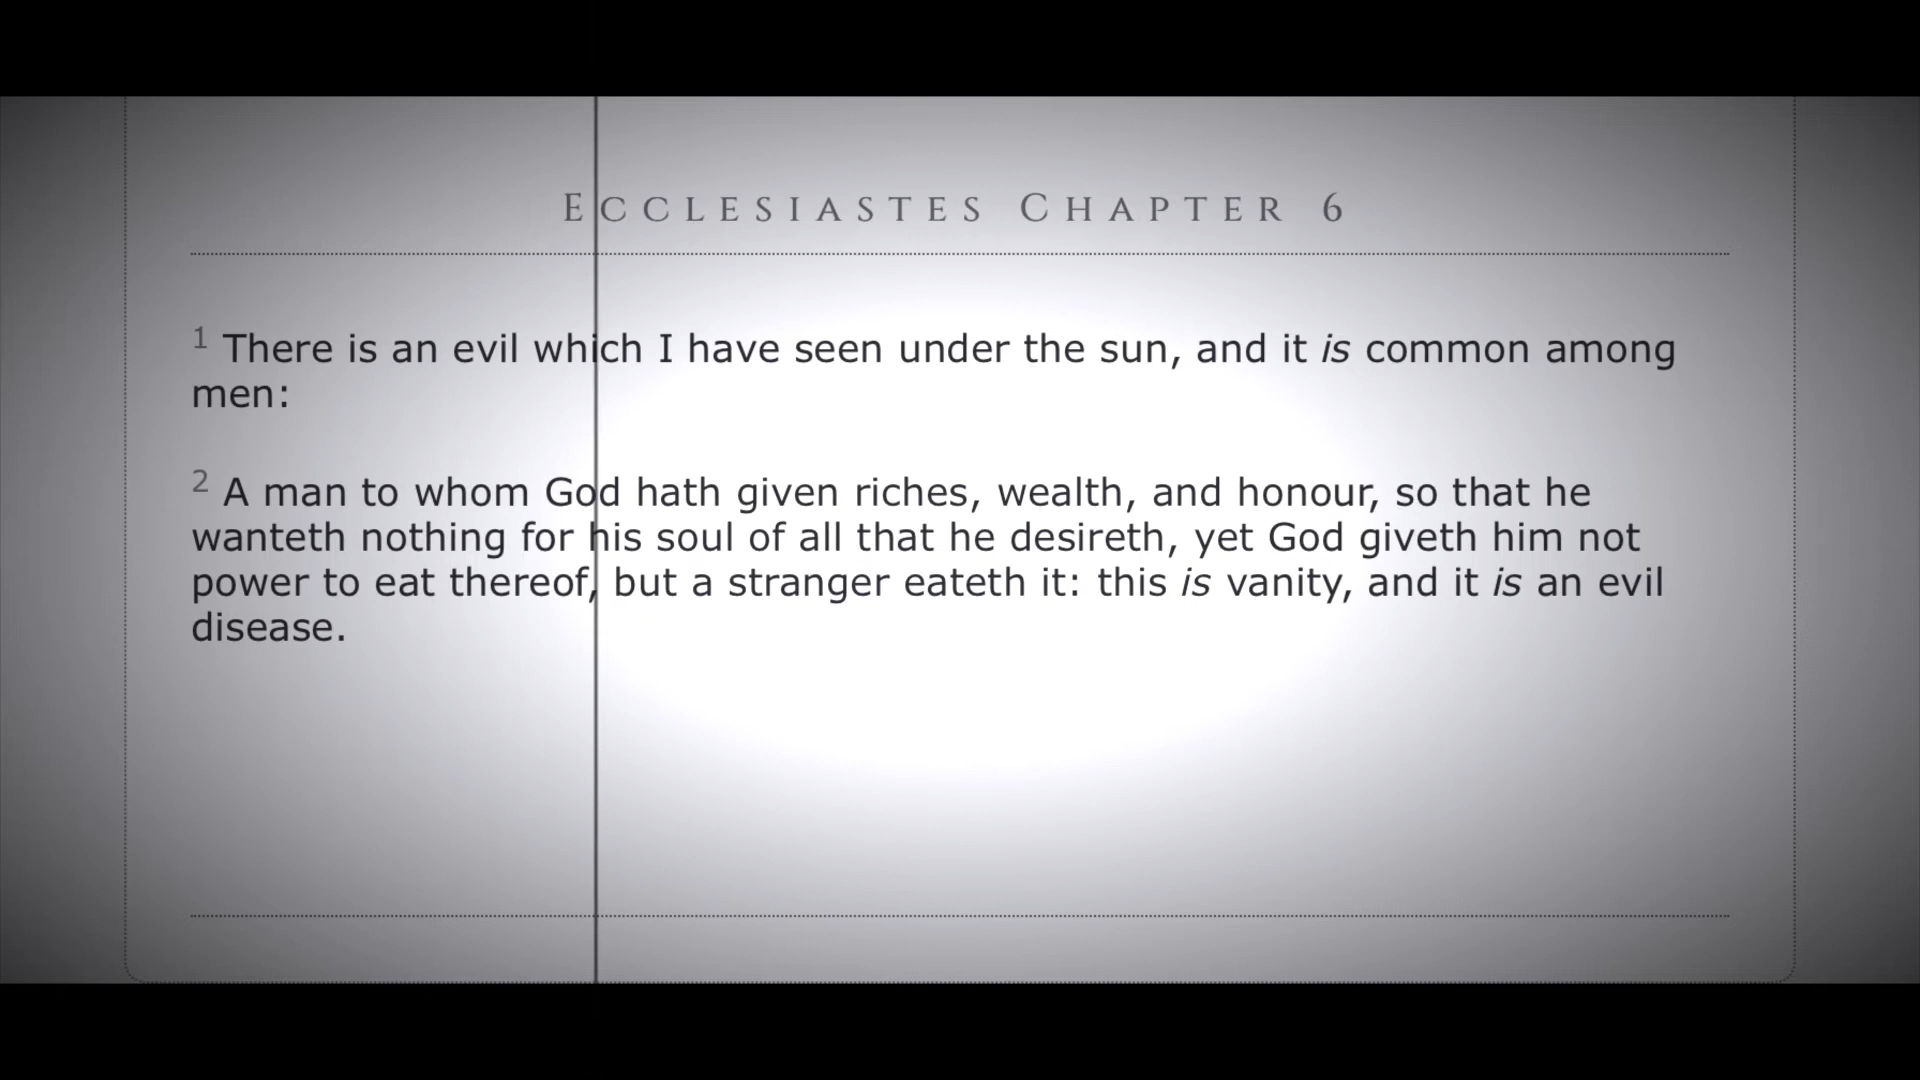 Ecclesiastes Chapter 6
1 There is an evil which I have seen under the sun, and it is common among
men:
2 A man to whom God hath given riches, wealth, and honour, so that he
wanteth nothing for his soul of all that he desireth, yet God giveth him not
power to eat thereof, but a stranger eateth it: this is vanity, and it is an evil
disease.